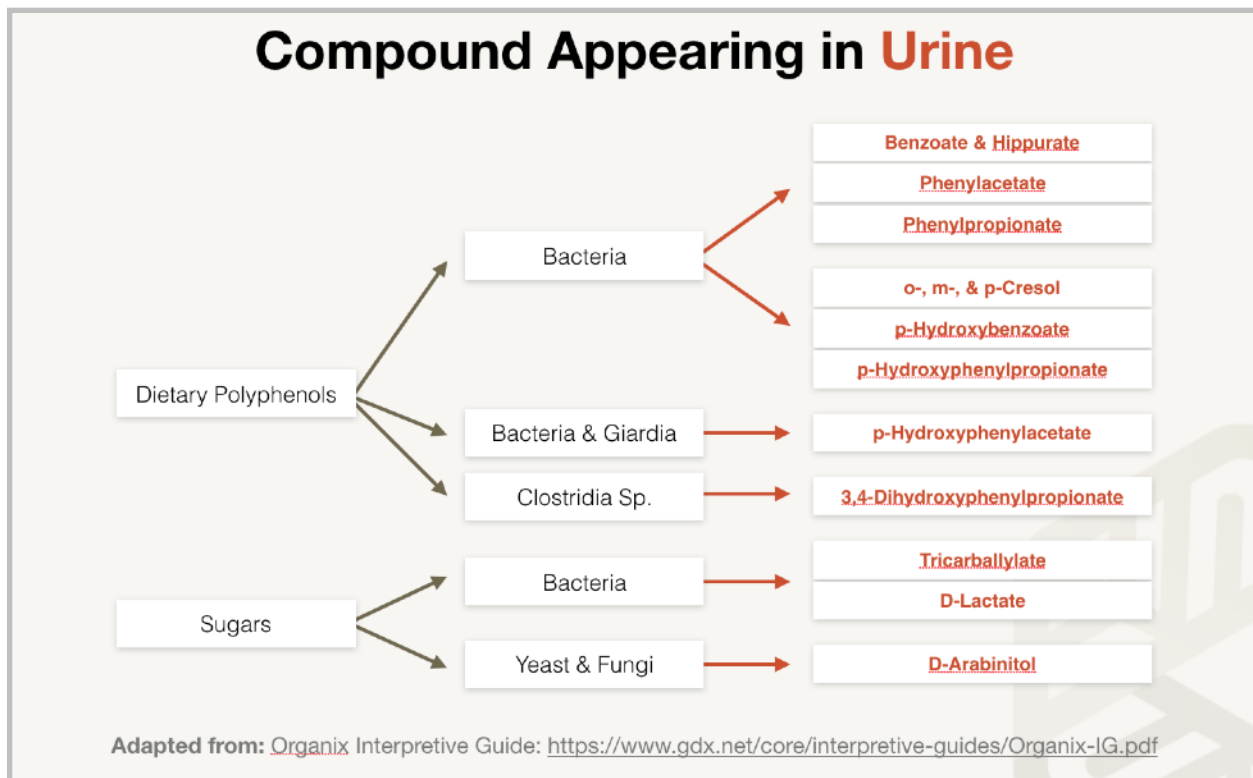 Compound Appearing in Urine
Benzoate & Hippurate
Phenylacetate
Phenylpropionate
Bacteria
o-, m-, & p-Cresol
p-Hydroxybenzoate
p-Hydroxyphenylpropionate
Dietary Polyphenols
Bacteria & Giardia
p-Hydroxyphenylacetate
Clostridia Sp.
3,4-Dihydroxyphenylpropionate
Sugars
Bacteria
Tricarballylate
D-Lactate
Yeast & Fungi
D-Arabinitol
Adapted from: Organix Interpretive Guide: https://www.gdx.net/core/interpretive-guides/Organix-IG.pdf